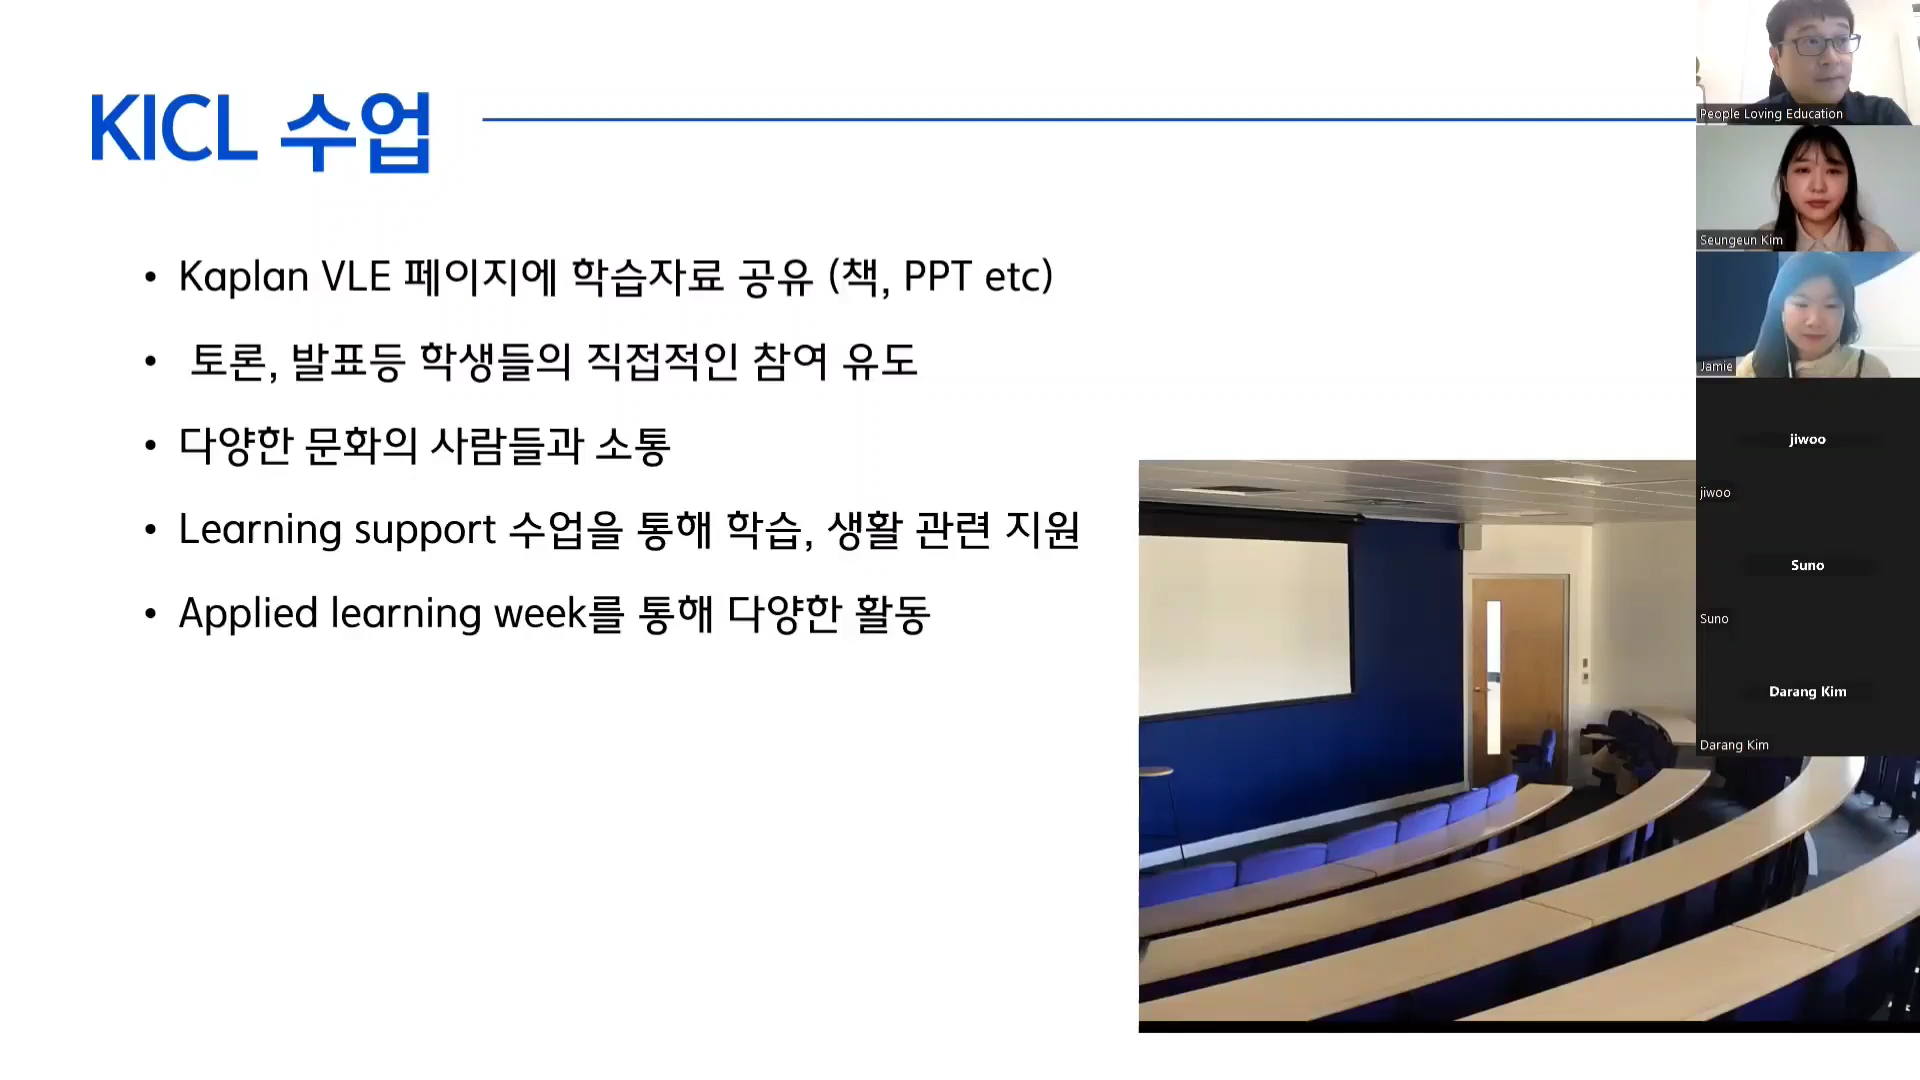 KICL 수업
• Kaplan VLE 페이지에 학습자료 공유 (책, PPT etc)
• 토론, 발표등 학생들의 직접적인 참여 유도
• 다양한 문화의 사람들과 소통
• Learning support 수업을 통해 학습, 생활 관련 지원
• Applied learning week를 통해 다양한 활동
People Loving Education
Seungeun Kim
Jamie
jiwoo
jiwoo
Suno
Suno
Darang Kim
Darang Kim